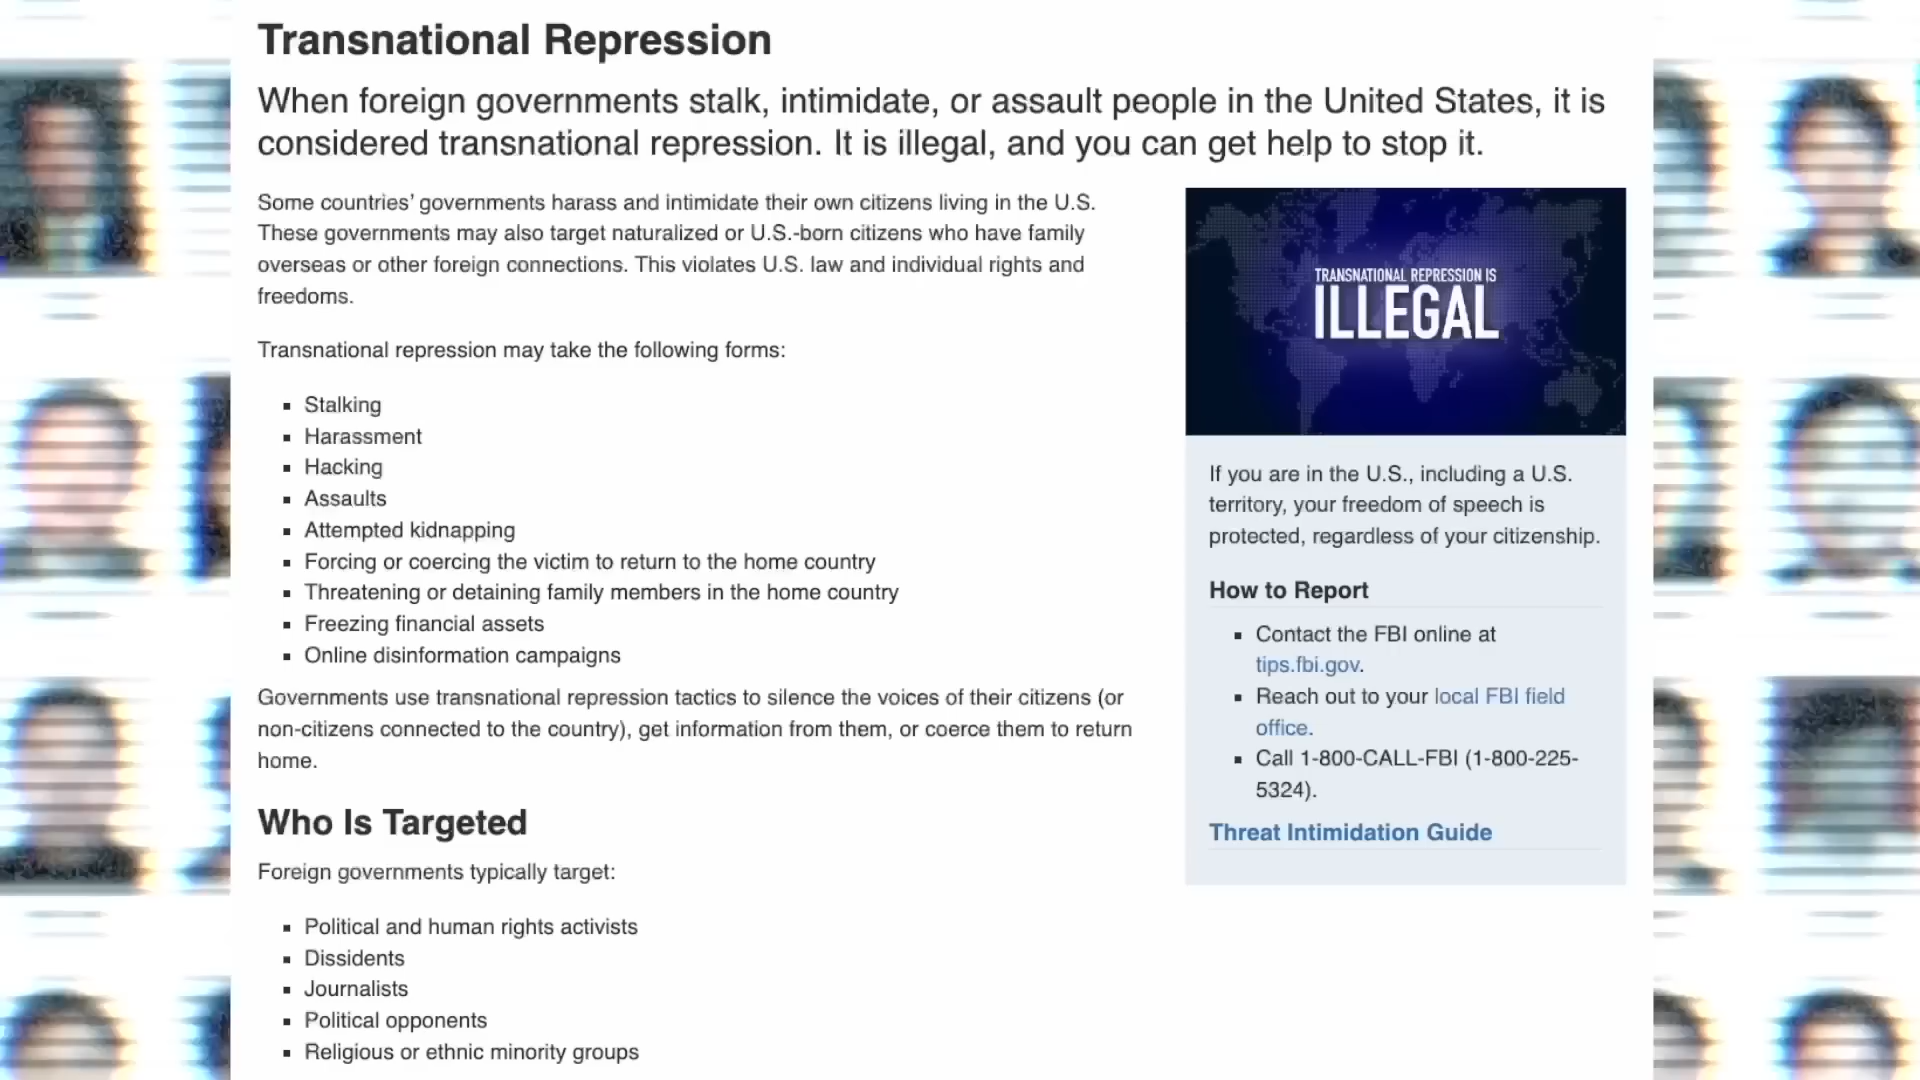 Transnational Repression
When foreign governments stalk, intimidate, or assault people in the United States, it is
considered transnational repression. It is illegal, and you can get help to stop it.
Some countries' governments harass and intimidate their own citizens living in the U.S.
These governments may also target naturalized or U.S.-born citizens who have family
overseas or other foreign connections. This violates U.S. law and individual rights and
freedoms.
Transnational repression may take the following forms:
▪ Stalking
▪ Harassment
▪ Hacking
▪ Assaults
▪ Attempted kidnapping
▪ Forcing or coercing the victim to return to the home country
▪ Threatening or detaining family members in the home country
▪ Freezing financial assets
▪ Online disinformation campaigns
Governments use transnational repression tactics to silence the voices of their citizens (or
non-citizens connected to the country), get information from them, or coerce them to return
home.
Who Is Targeted
Foreign governments typically target:
▪ Political and human rights activists
▪ Dissidents
▪ Journalists
▪ Political opponents
▪ Religious or ethnic minority groups
TRANSNATIONAL REPRESSION IS
ILLEGAL
If you are in the U.S., including a U.S.
territory, your freedom of speech is
protected, regardless of your citizenship.
How to Report
▪ Contact the FBI online at
tips.fbi.gov.
▪ Reach out to your local FBI field
office.
▪ Call 1-800-CALL-FBI (1-800-225-
5324).
Threat Intimidation Guide